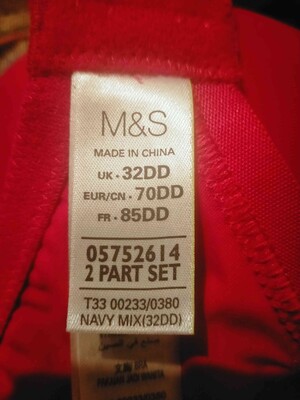 M&S
MADE IN CHINA
UK - 32DD
EUR/CN - 70DD
FR - 85DD
05752614
2 PART SET
T33 00233/0380
NAVY MIX(32DD)